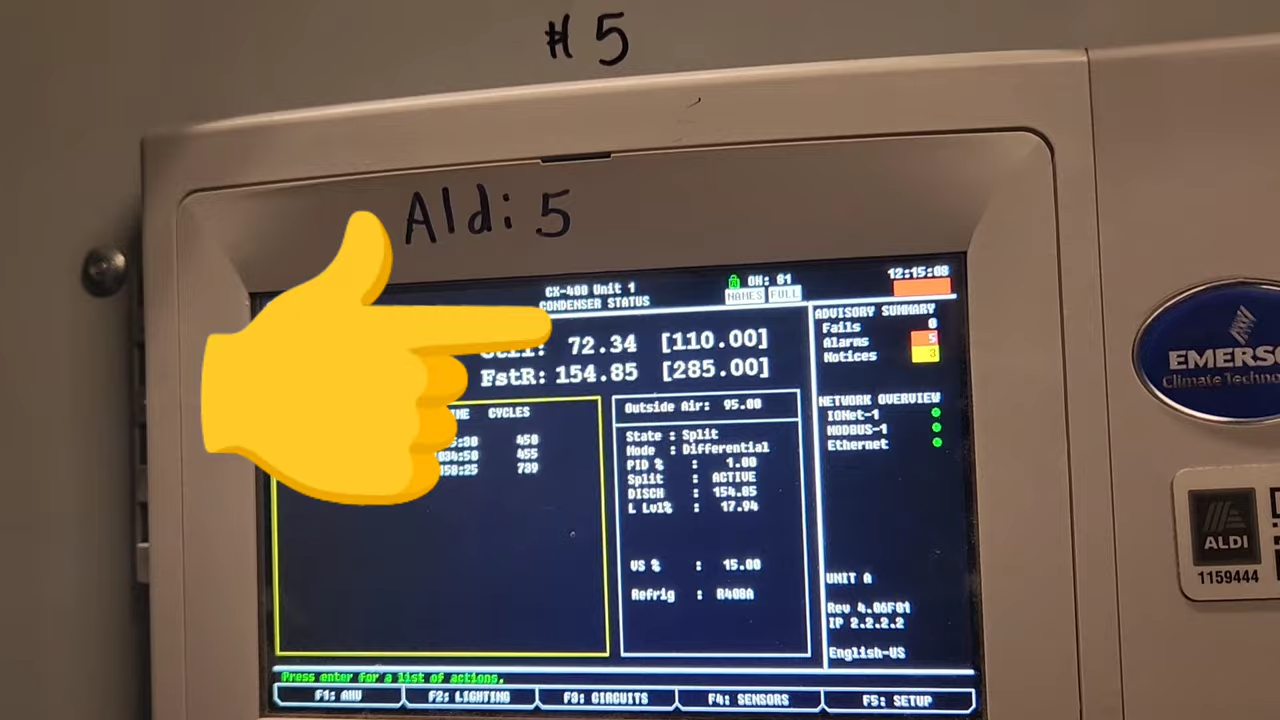 # 5
Aldi 5
CX-400 Unit 1
CONDENSER STATUS
ON: 81
NAMES FULL
12:15:08
72.34 [110.00]
FstR: 154.85 [285.00]
CYCLES
450
455
739
Outside Air: 95.00
State : Split
Mode : Differential
PID % : 1.00
Split : ACTIVE
DISCH : 154.85
L Lvl% : 17.94
VS % : 15.00
Refrig : R408A
ADVISORY SUMMARY
Fails 0
Alarms 5
Notices 3
NETWORK OVERVIEW
IONet-1
MODBUS-1
Ethernet
UNIT A
Rev 4.06F01
IP 2.2.2.2
English-US
Press enter for a list of actions.
F1: AHU F2: LIGHTING F3: CIRCUITS F4: SENSORS F5: SETUP
EMERS
Climate Techno
ALDI
1159444